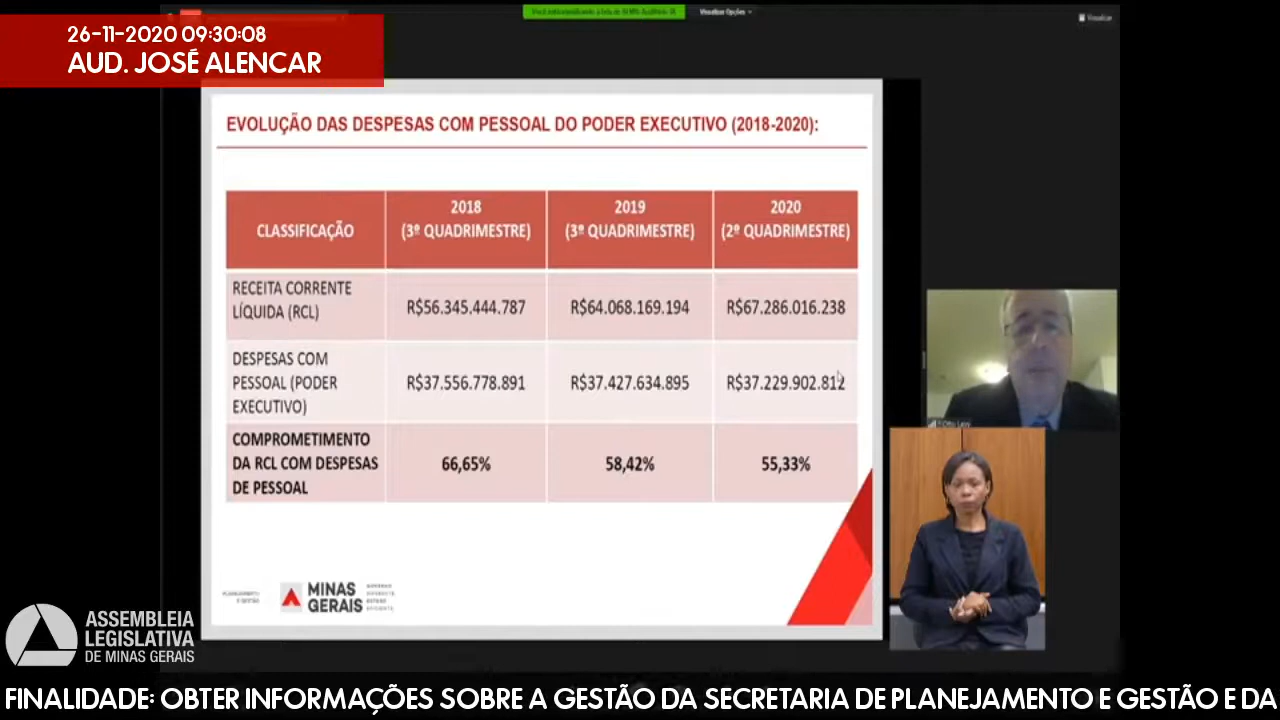 26-11-2020 09:30:08
AUD. JOSÉ ALENCAR
Visualizar Opções
Visualizar
EVOLUÇÃO DAS DESPESAS COM PESSOAL DO PODER EXECUTIVO (2018-2020):
CLASSIFICAÇÃO
2018
(3º QUADRIMESTRE)
2019
(3º QUADRIMESTRE)
2020
(2º QUADRIMESTRE)
RECEITA CORRENTE
LÍQUIDA (RCL)
R$56.345.444.787
R$64.068.169.194
R$67.286.016.238
DESPESAS COM
PESSOAL (PODER
EXECUTIVO)
R$37.556.778.891
R$37.427.634.895
R$37.229.902.812
COMPROMETIMENTO
DA RCL COM DESPESAS
DE PESSOAL
66,65%
58,42%
55,33%
PLANEJAMENTO
E GESTÃO
MINAS
GERAIS
GOVERNO
DIFERENTE
ESTADO
EFICIENTE
Otto Levy
ASSEMBLEIA
LEGISLATIVA
DE MINAS GERAIS
FINALIDADE: OBTER INFORMAÇÕES SOBRE A GESTÃO DA SECRETARIA DE PLANEJAMENTO E GESTÃO E DA